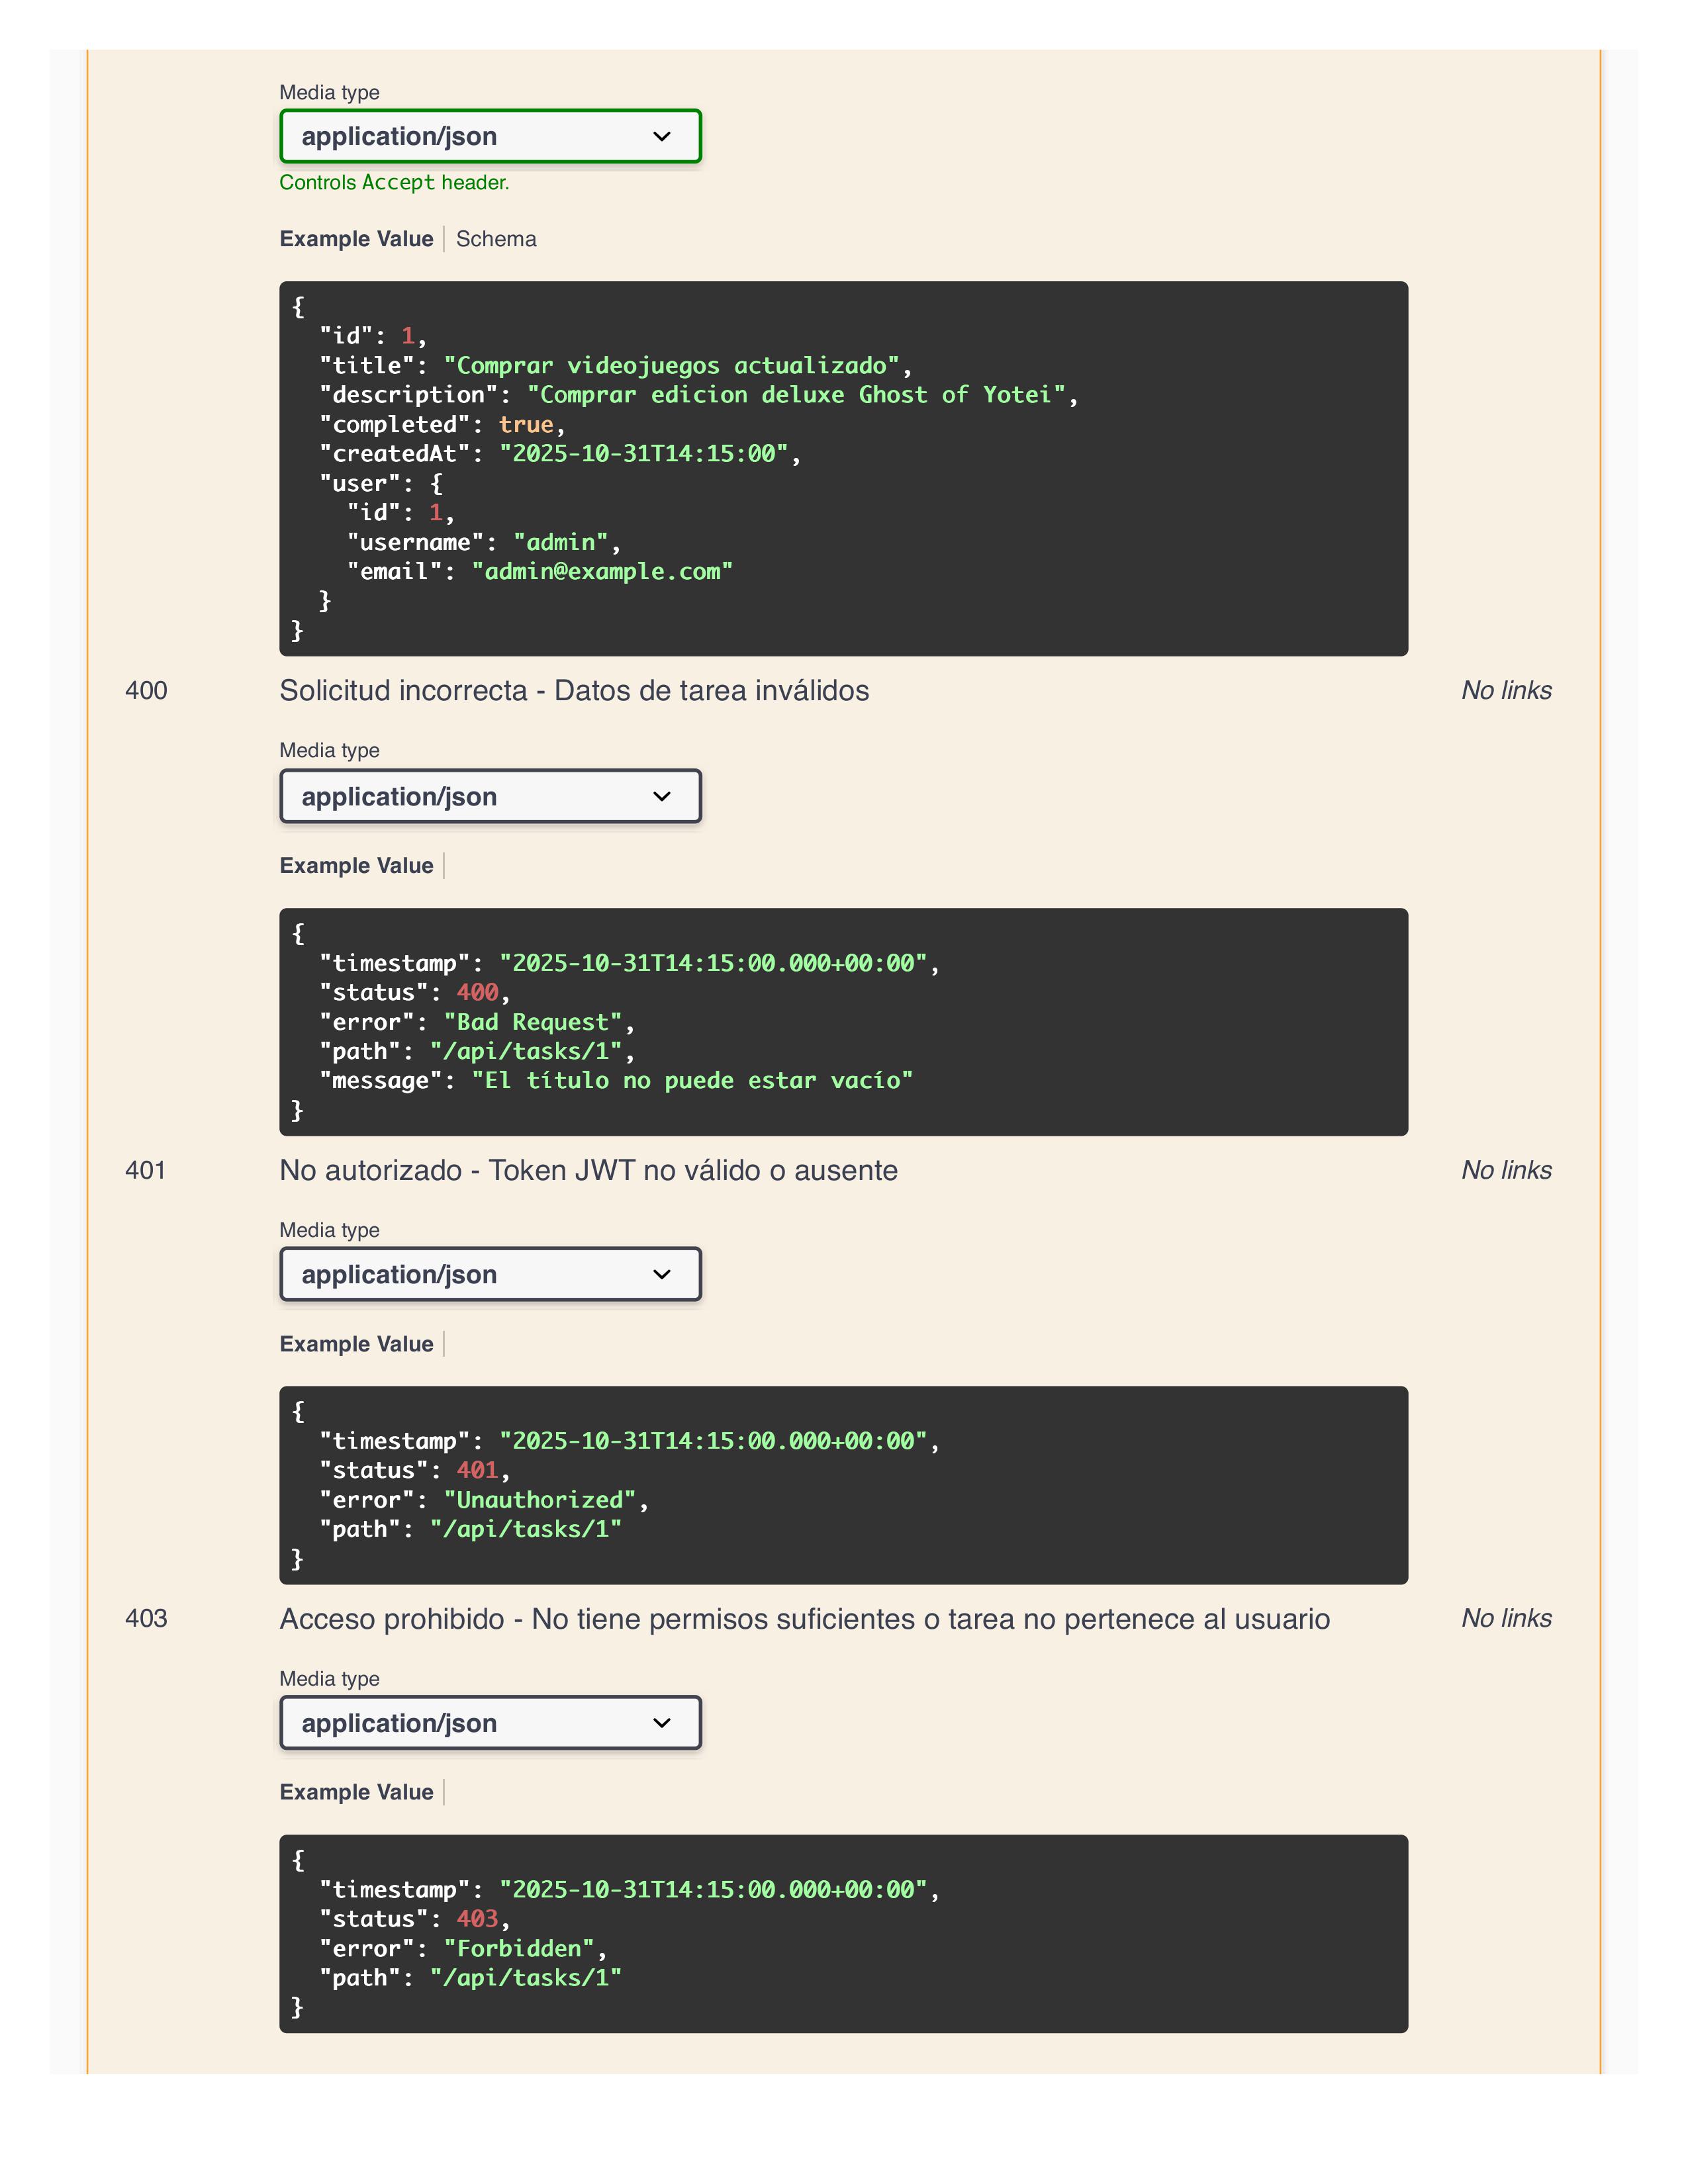 Media type
application/json
Controls Accept header.
Example Value Schema
{
  "id": 1,
  "title": "Comprar videojuegos actualizado",
  "description": "Comprar edicion deluxe Ghost of Yotei",
  "completed": true,
  "createdAt": "2025-10-31T14:15:00",
  "user": {
    "id": 1,
    "username": "admin",
    "email": "admin@example.com"
  }
}
400 Solicitud incorrecta - Datos de tarea inválidos No links
Media type
application/json
Example Value
{
  "timestamp": "2025-10-31T14:15:00.000+00:00",
  "status": 400,
  "error": "Bad Request",
  "path": "/api/tasks/1",
  "message": "El título no puede estar vacío"
}
401 No autorizado - Token JWT no válido o ausente No links
Media type
application/json
Example Value
{
  "timestamp": "2025-10-31T14:15:00.000+00:00",
  "status": 401,
  "error": "Unauthorized",
  "path": "/api/tasks/1"
}
403 Acceso prohibido - No tiene permisos suficientes o tarea no pertenece al usuario No links
Media type
application/json
Example Value
{
  "timestamp": "2025-10-31T14:15:00.000+00:00",
  "status": 403,
  "error": "Forbidden",
  "path": "/api/tasks/1"
}